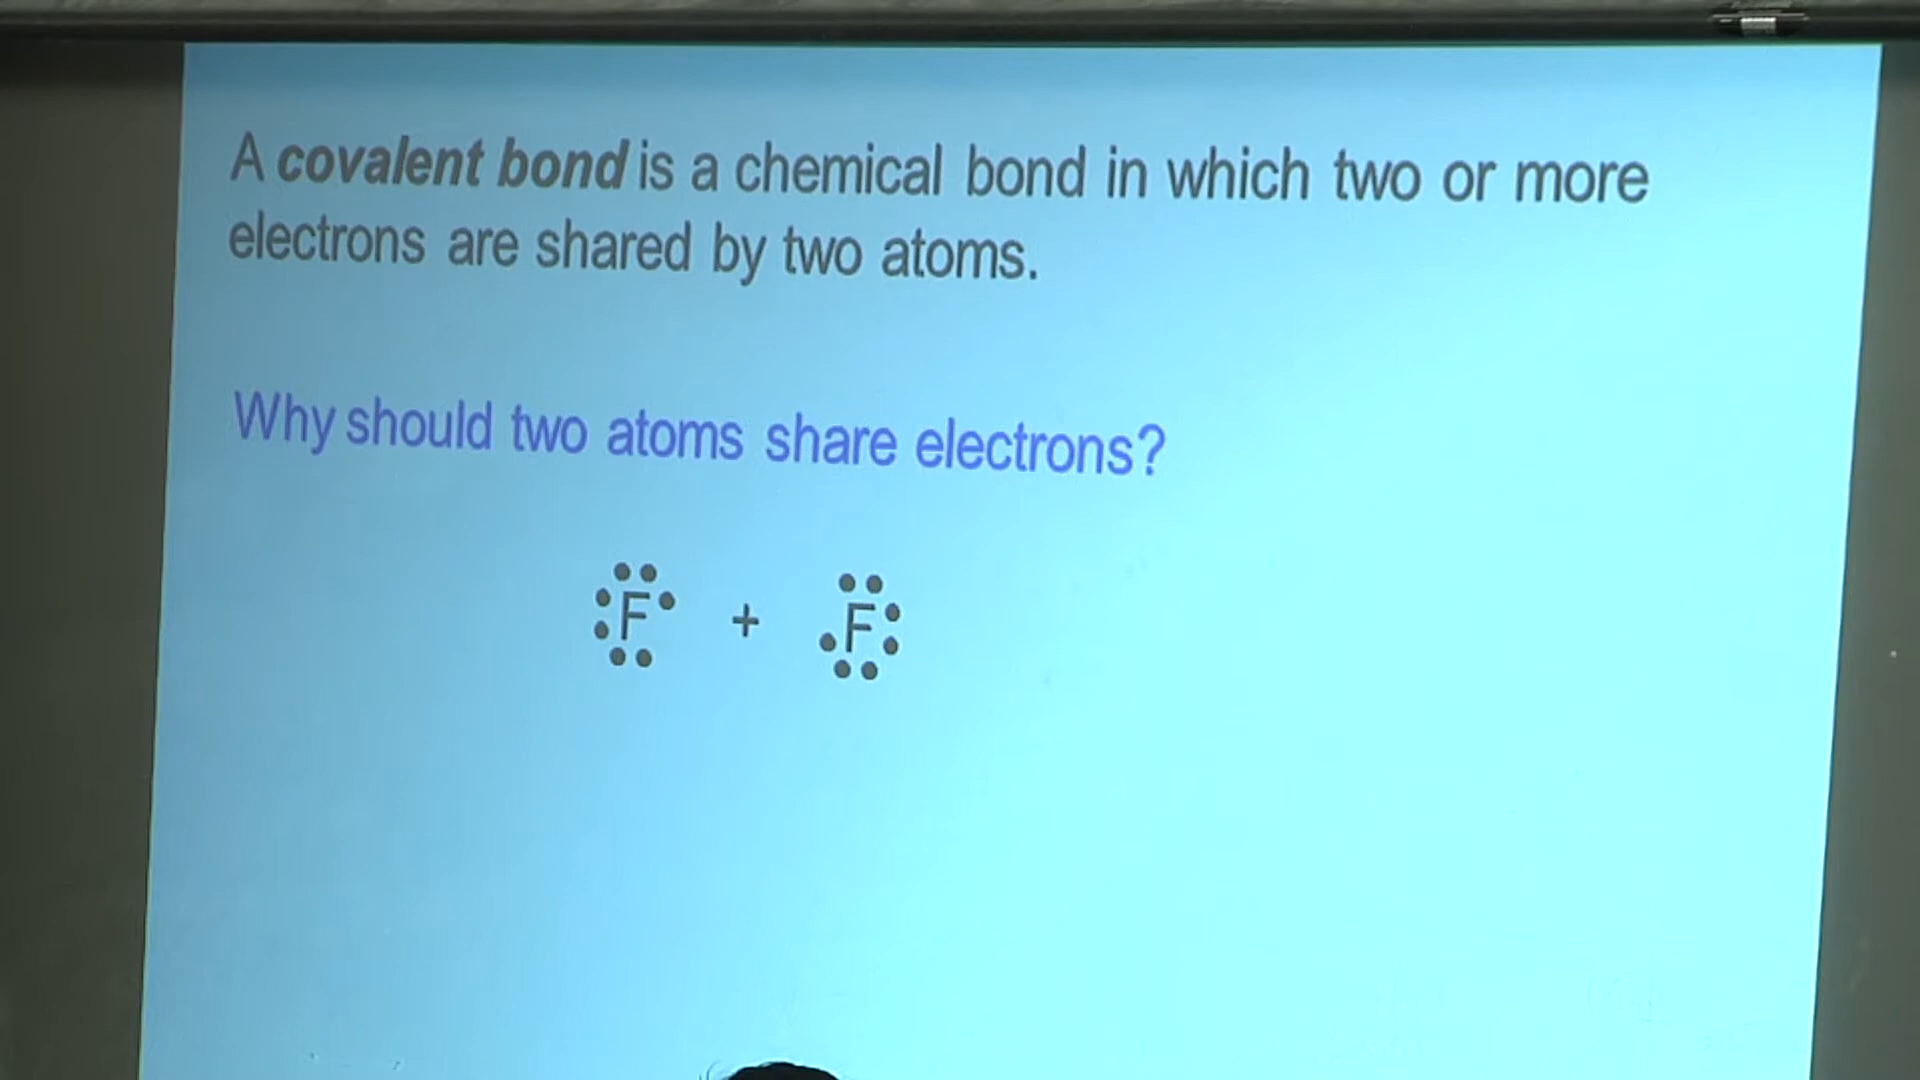 A covalent bond is a chemical bond in which two or more
electrons are shared by two atoms.
Why should two atoms share electrons?
F + F